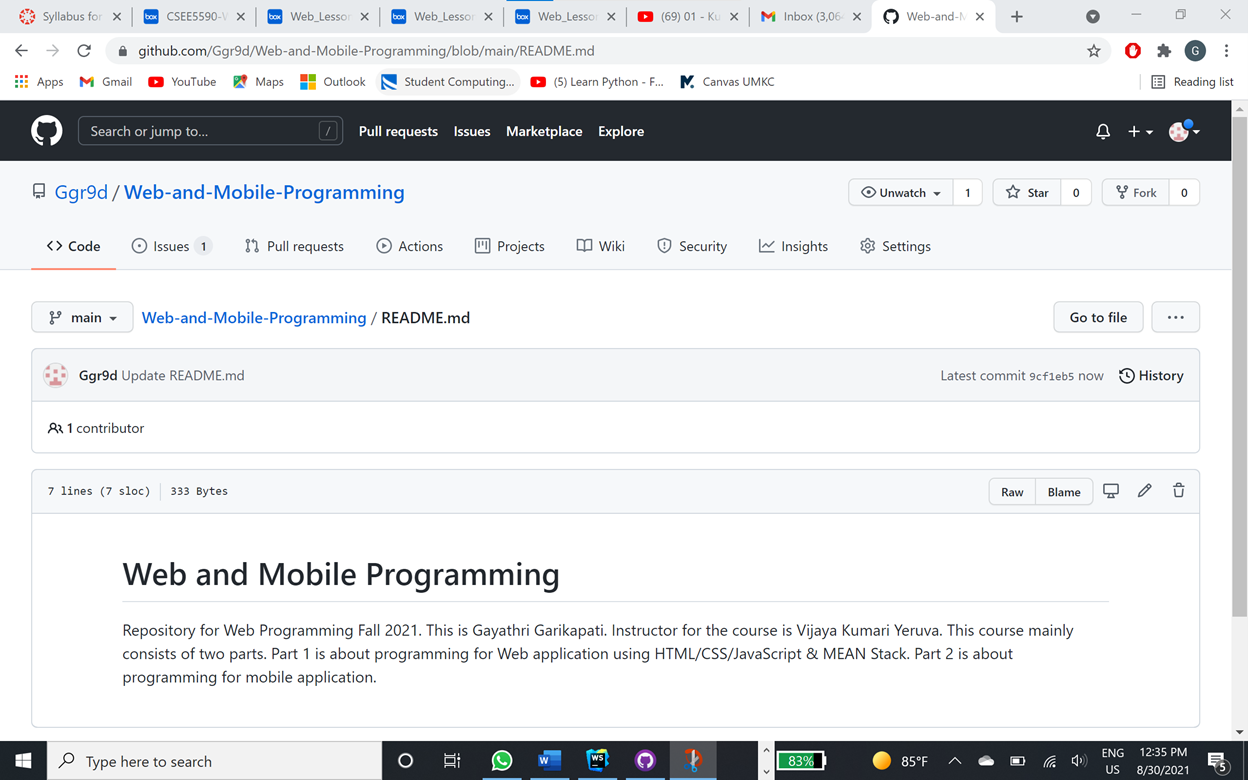 Syllabus for
CSEE5590-W
Web_Lesson
Web_Lesson
Web_Lesson
(69) 01 - Ku
Inbox (3,064
Web-and-M
github.com/Ggr9d/Web-and-Mobile-Programming/blob/main/README.md
G
Apps Gmail YouTube Maps Outlook Student Computing... (5) Learn Python - F... Canvas UMKC Reading list
Search or jump to... / Pull requests Issues Marketplace Explore
Ggr9d / Web-and-Mobile-Programming Unwatch 1 Star 0 Fork 0
Code Issues 1 Pull requests Actions Projects Wiki Security Insights Settings
main Web-and-Mobile-Programming / README.md Go to file ...
Ggr9d Update README.md Latest commit 9cf1eb5 now History
1 contributor
7 lines (7 sloc) 333 Bytes Raw Blame
Web and Mobile Programming
Repository for Web Programming Fall 2021. This is Gayathri Garikapati. Instructor for the course is Vijaya Kumari Yeruva. This course mainly
consists of two parts. Part 1 is about programming for Web application using HTML/CSS/JavaScript & MEAN Stack. Part 2 is about
programming for mobile application.
Type here to search W WS 83% 85°F ENG 12:35 PM
US 8/30/2021 5